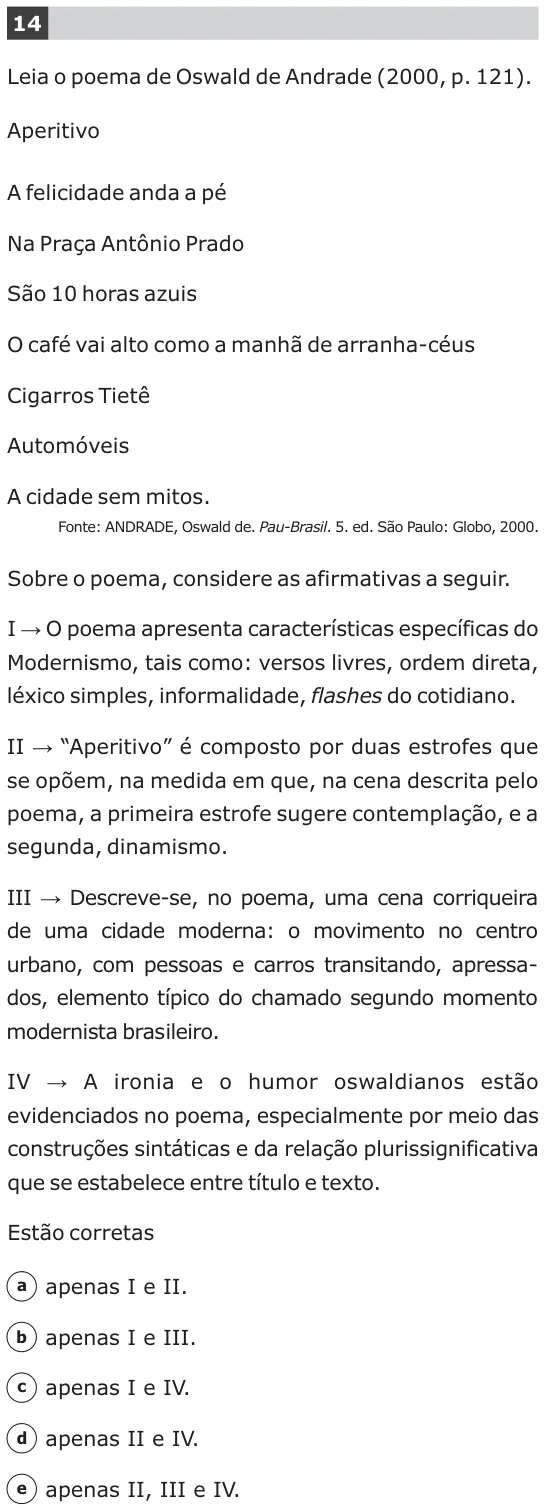 14
Leia o poema de Oswald de Andrade (2000, p. 121).
Aperitivo
A felicidade anda a pé
Na Praça Antônio Prado
São 10 horas azuis
O café vai alto como a manhã de arranha-céus
Cigarros Tietê
Automóveis
A cidade sem mitos.
Fonte: ANDRADE, Oswald de. Pau-Brasil. 5. ed. São Paulo: Globo, 2000.
Sobre o poema, considere as afirmativas a seguir.
I → O poema apresenta características específicas do
Modernismo, tais como: versos livres, ordem direta,
léxico simples, informalidade, flashes do cotidiano.
II → “Aperitivo” é composto por duas estrofes que
se opõem, na medida em que, na cena descrita pelo
poema, a primeira estrofe sugere contemplação, e a
segunda, dinamismo.
III → Descreve-se, no poema, uma cena corriqueira
de uma cidade moderna: o movimento no centro
urbano, com pessoas e carros transitando, apressa-
dos, elemento típico do chamado segundo momento
modernista brasileiro.
IV → A ironia e o humor oswaldianos estão
evidenciados no poema, especialmente por meio das
construções sintáticas e da relação plurissignificativa
que se estabelece entre título e texto.
Estão corretas
a apenas I e II.
b apenas I e III.
c apenas I e IV.
d apenas II e IV.
e apenas II, III e IV.